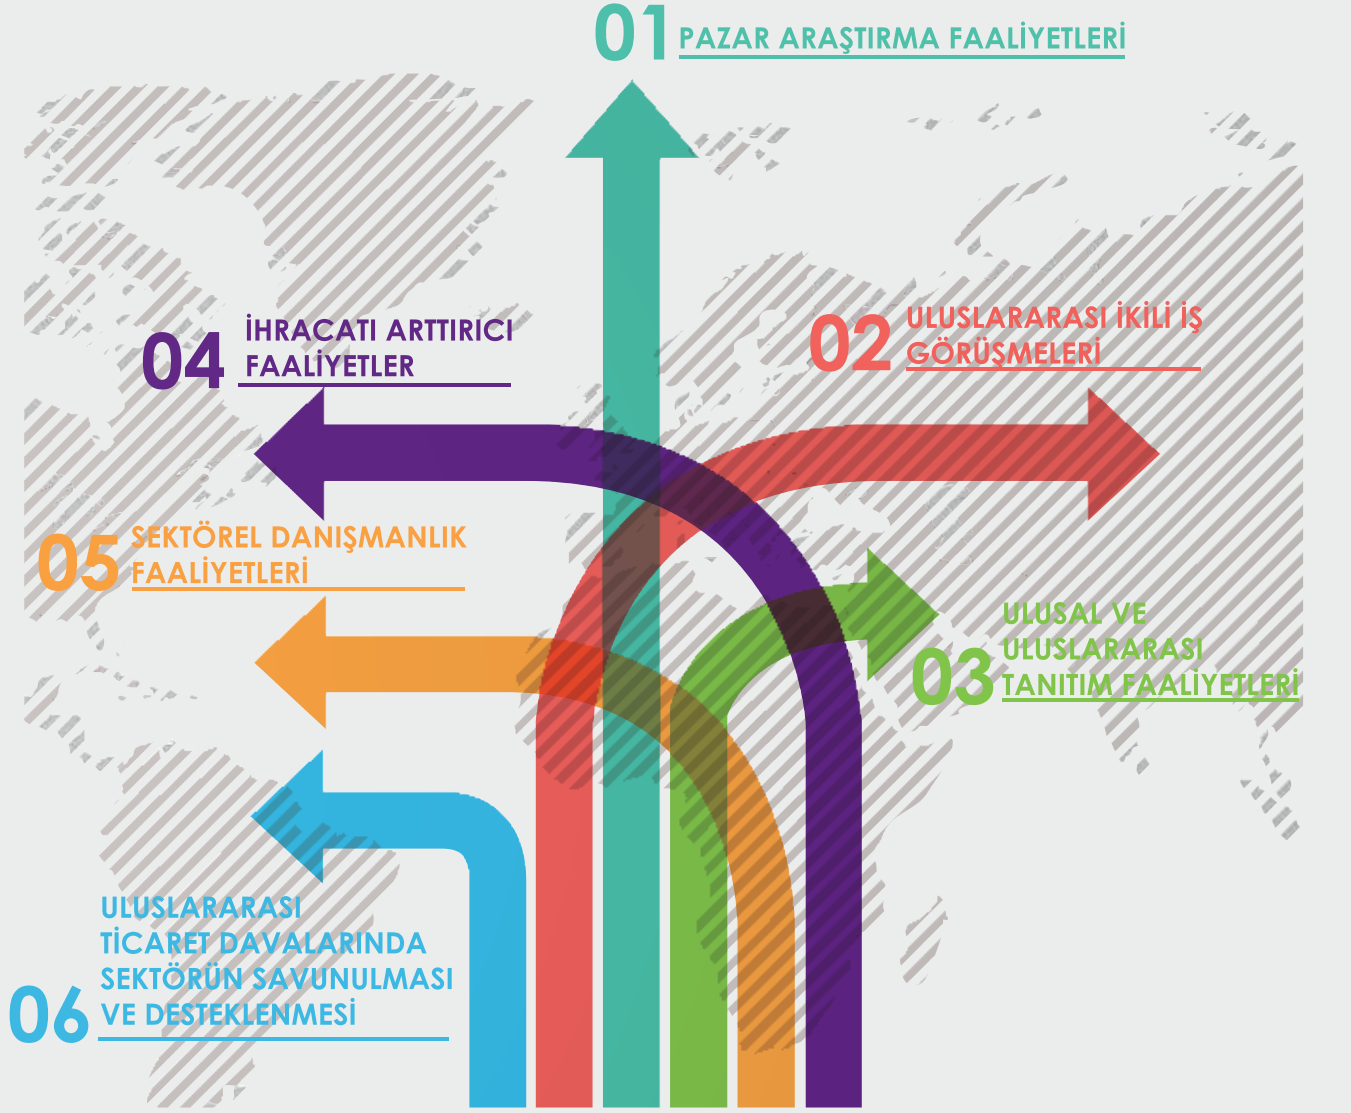 01 PAZAR ARAŞTIRMA FAALİYETLERİ
02 ULUSLARARASI İKİLİ İŞ
GÖRÜŞMELERİ
ULUSAL VE
ULUSLARARASI
03 TANITIM FAALİYETLERİ
04 İHRACATI ARTTIRICI
FAALİYETLER
05 SEKTÖREL DANIŞMANLIK
FAALİYETLERİ
ULUSLARARASI
TİCARET DAVALARINDA
SEKTÖRÜN SAVUNULMASI
06 VE DESTEKLENMESİ